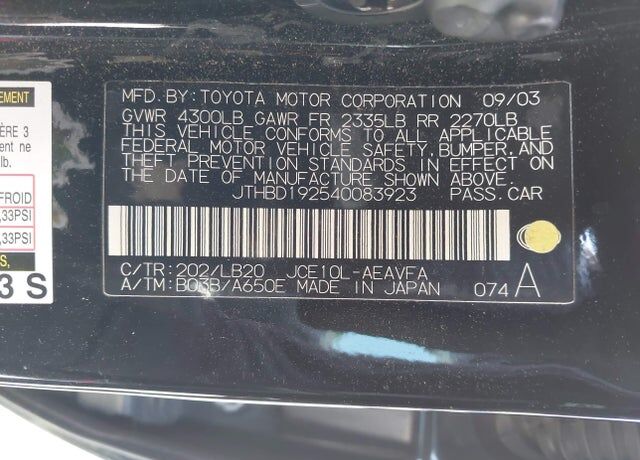 EMENT
ÈRE 3
ent ne
lb.
FROID
,33PSI
,33PSI
S,
3 S
MFD.BY:TOYOTA MOTOR CORPORATION 09/03
GVWR 4300LB GAWR FR 2335LB RR 2270LB
THIS VEHICLE CONFORMS TO ALL APPLICABLE
FEDERAL MOTOR VEHICLE SAFETY, BUMPER, AND
THEFT PREVENTION STANDARDS IN EFFECT ON
THE DATE OF MANUFACTURE SHOWN ABOVE.
JTHBD192540083923 PASS.CAR
C/TR:202/LB20 JCE10L-AEAVFA
A/TM:B03B/A650E MADE IN JAPAN 074A